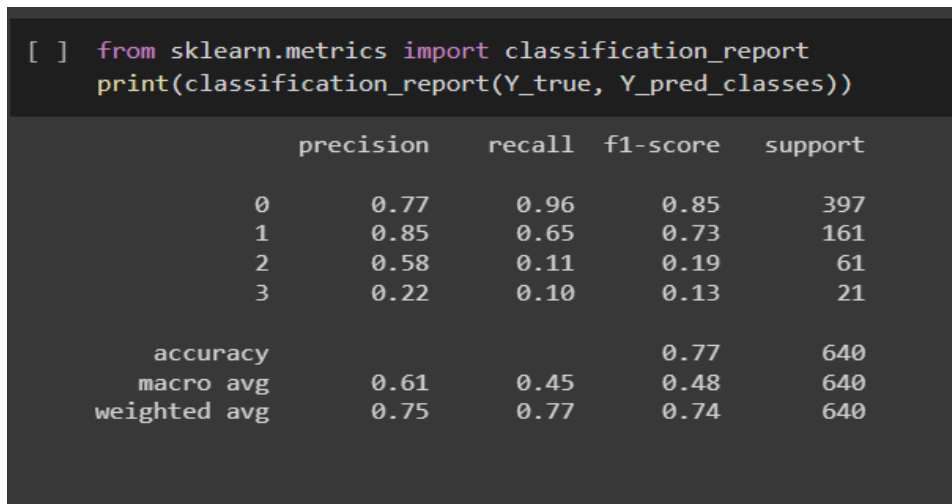 [ ] from sklearn.metrics import classification_report
print(classification_report(Y_true, Y_pred_classes))
precision recall f1-score support
0 0.77 0.96 0.85 397
1 0.85 0.65 0.73 161
2 0.58 0.11 0.19 61
3 0.22 0.10 0.13 21
accuracy 0.77 640
macro avg 0.61 0.45 0.48 640
weighted avg 0.75 0.77 0.74 640